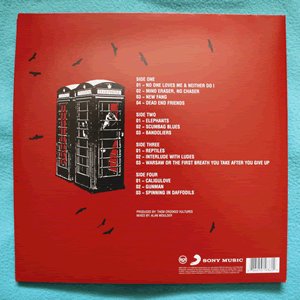 SIDE ONE
01 – NO ONE LOVES ME & NEITHER DO I
02 – MIND ERASER, NO CHASER
03 – NEW FANG
04 – DEAD END FRIENDS
SIDE TWO
01 – ELEPHANTS
02 – SCUMBAG BLUES
03 – BANDOLIERS
SIDE THREE
01 – REPTILES
02 – INTERLUDE WITH LUDES
03 – WARSAW OR THE FIRST BREATH YOU TAKE AFTER YOU GIVE UP
SIDE FOUR
01 – CALIGULOVE
02 – GUNMAN
03 – SPINNING IN DAFFODILS
PRODUCED BY: THEM CROOKED VULTURES
MIXED BY: ALAN MOULDER
SONY MUSIC